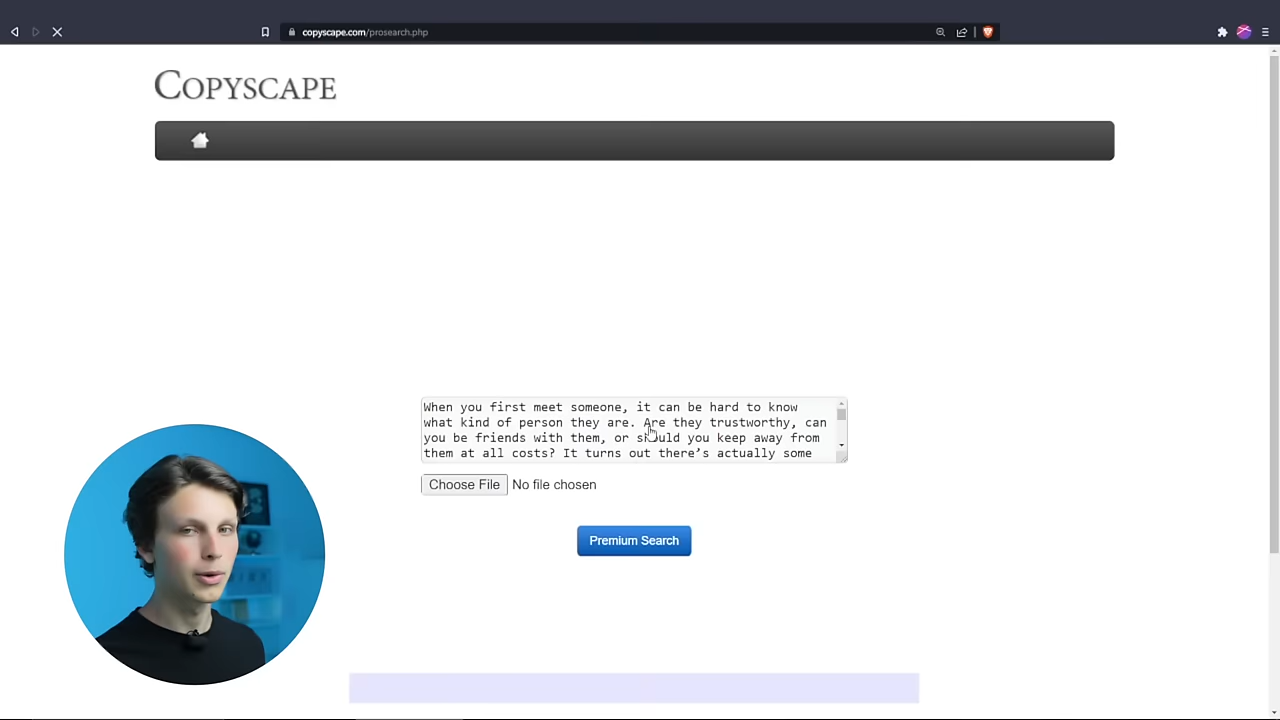 copyscape.com/prosearch.php
COPYSCAPE
When you first meet someone, it can be hard to know
what kind of person they are. Are they trustworthy, can
you be friends with them, or should you keep away from
them at all costs? It turns out there’s actually some
Choose File No file chosen
Premium Search